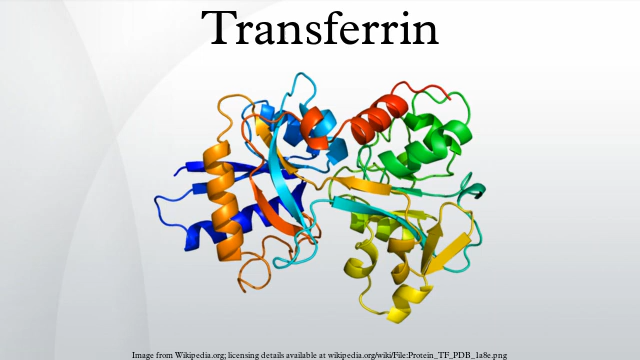 Transferrin
Image from Wikipedia.org; licensing details available at wikipedia.org/wiki/File:Protein_TF_PDB_1a8e.png